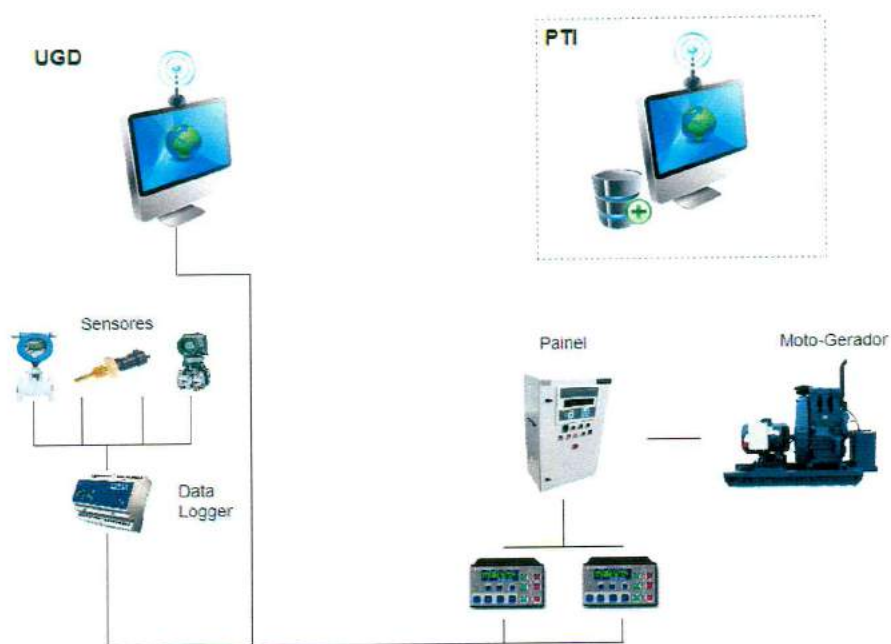 UGD
PTI
Sensores
Painel
Moto-Gerador
Data
Logger